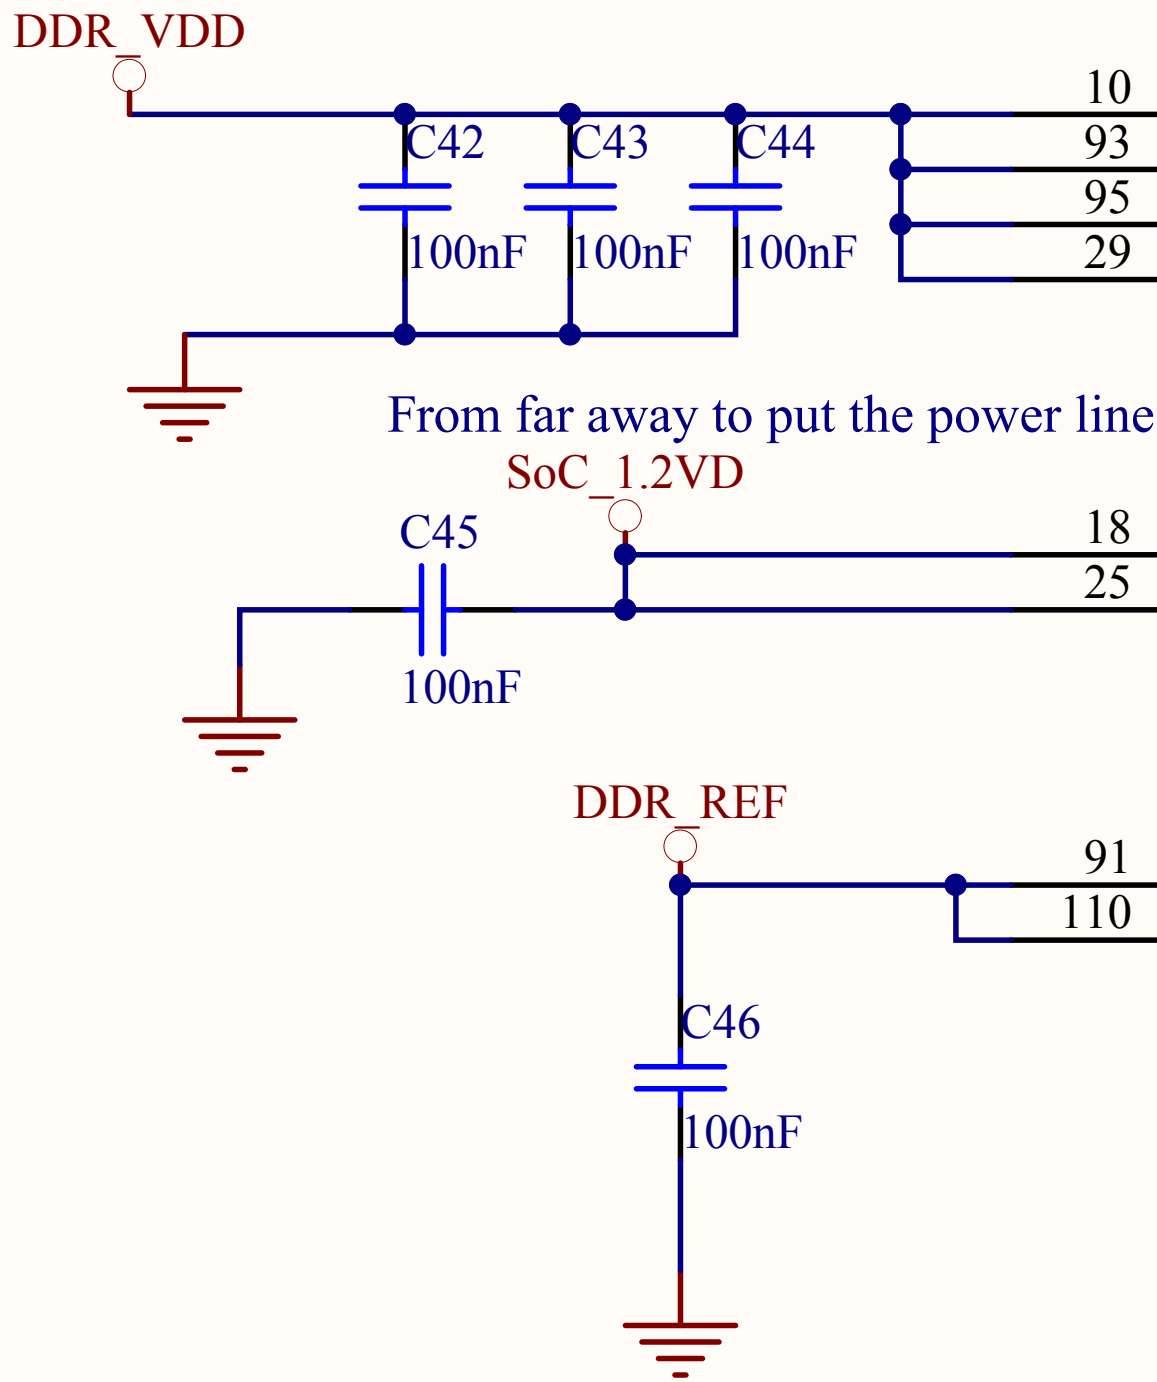 DDR_VDD
10
C42 C43 C44
93
95
100nF 100nF 100nF
29
From far away to put the power line
SoC_1.2VD
C45
18
25
100nF
DDR_REF
91
110
C46
100nF